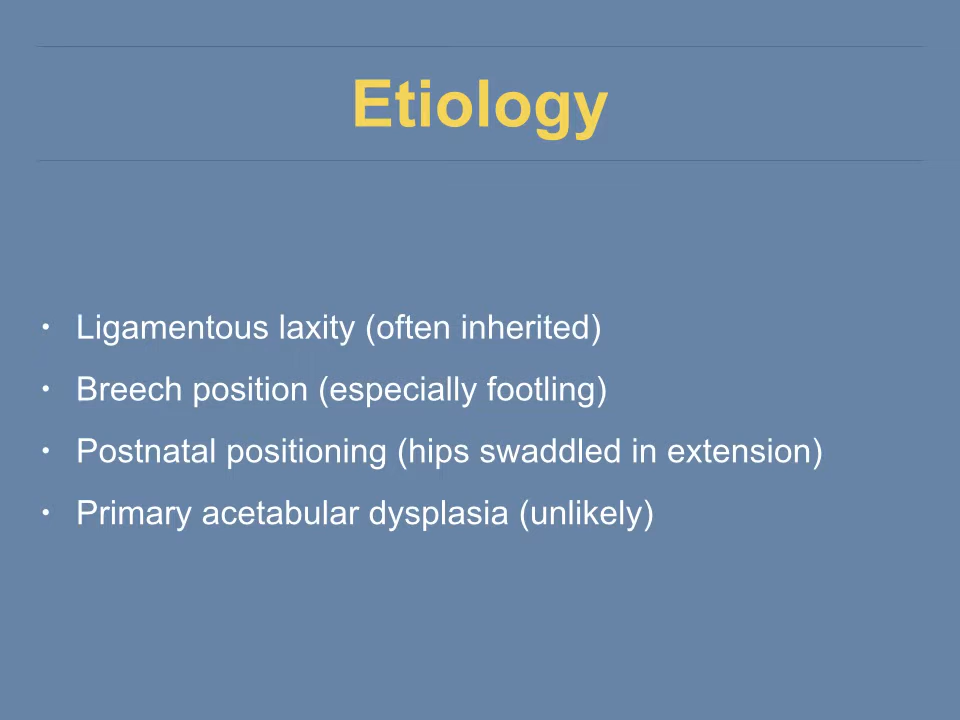 Etiology
• Ligamentous laxity (often inherited)
• Breech position (especially footling)
• Postnatal positioning (hips swaddled in extension)
• Primary acetabular dysplasia (unlikely)